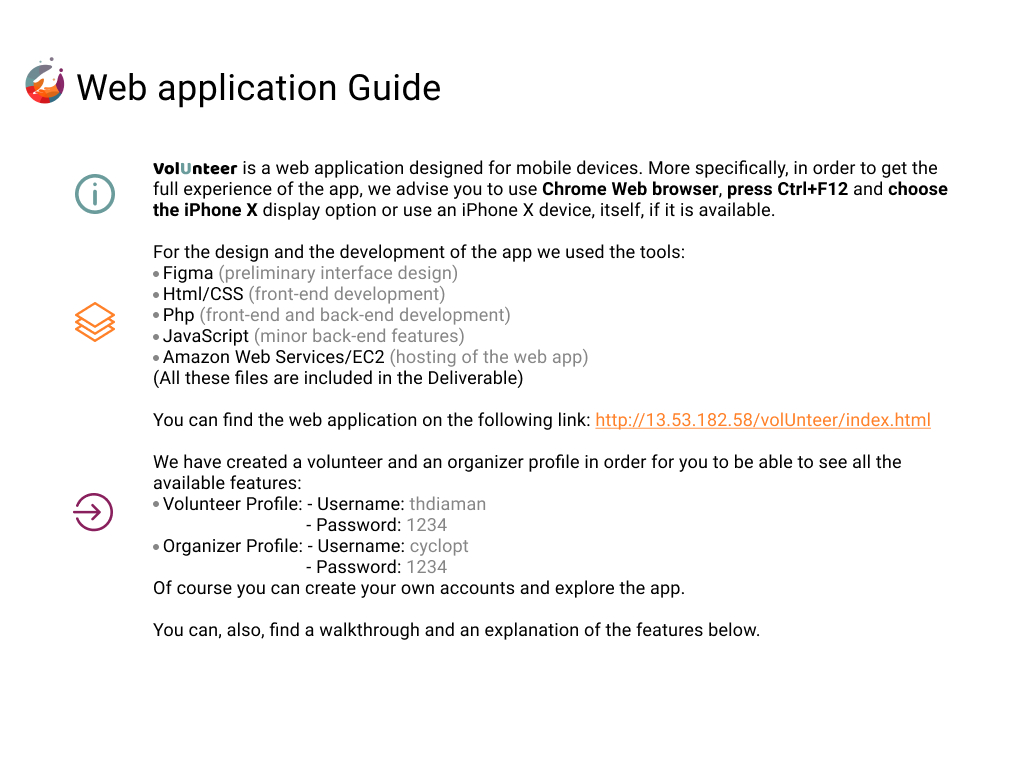 Web application Guide
VolUnteer is a web application designed for mobile devices. More specifically, in order to get the
full experience of the app, we advise you to use Chrome Web browser, press Ctrl+F12 and choose
the iPhone X display option or use an iPhone X device, itself, if it is available.
For the design and the development of the app we used the tools:
• Figma (preliminary interface design)
• Html/CSS (front-end development)
• Php (front-end and back-end development)
• JavaScript (minor back-end features)
• Amazon Web Services/EC2 (hosting of the web app)
(All these files are included in the Deliverable)
You can find the web application on the following link: http://13.53.182.58/volUnteer/index.html
We have created a volunteer and an organizer profile in order for you to be able to see all the
available features:
• Volunteer Profile: - Username: thdiaman
- Password: 1234
• Organizer Profile: - Username: cyclopt
- Password: 1234
Of course you can create your own accounts and explore the app.
You can, also, find a walkthrough and an explanation of the features below.